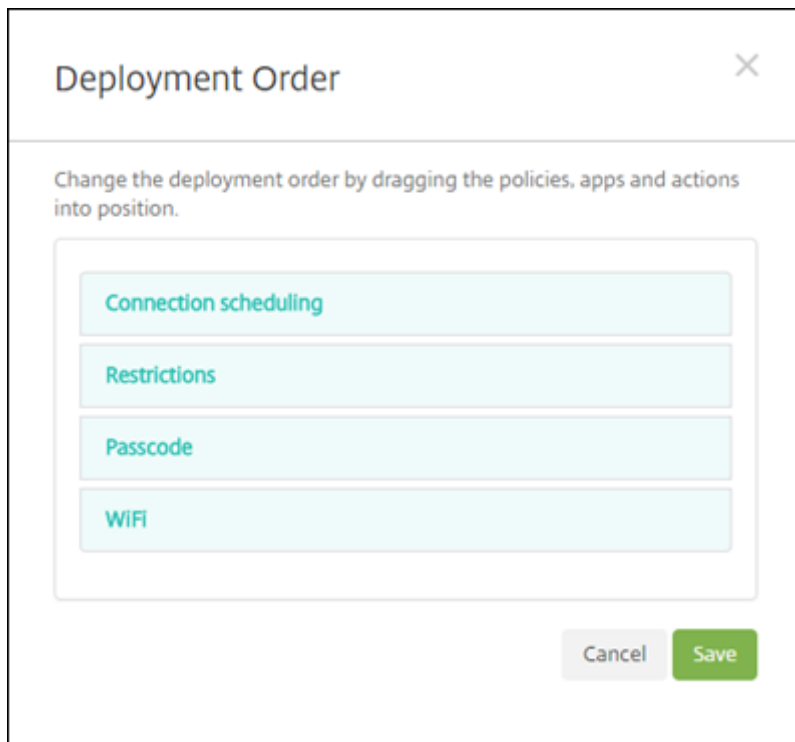 Deployment Order
Change the deployment order by dragging the policies, apps and actions
into position.
Connection scheduling
Restrictions
Passcode
WiFi
Cancel Save